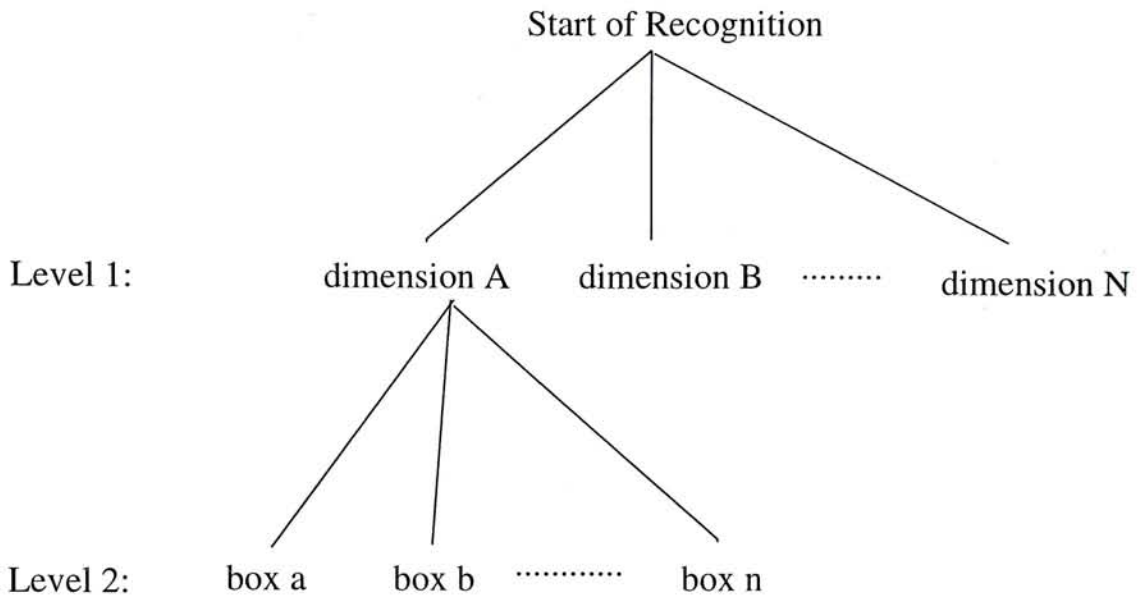 Start of Recognition
Level 1: dimension A dimension B ········· dimension N
Level 2: box a box b ············ box n